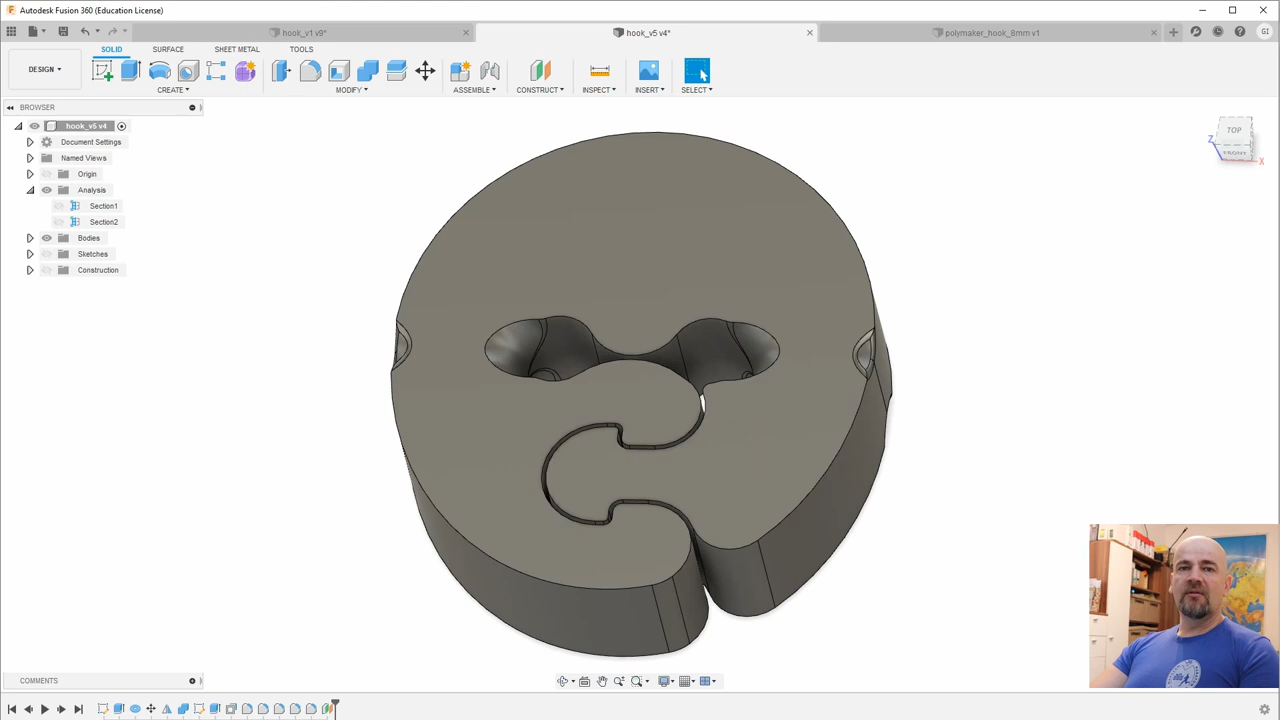 Autodesk Fusion 360 (Education License)
hook_v1 v9*
hook_v5 v4*
polymaker_hook_8mm v1
GI
SOLID SURFACE SHEET METAL TOOLS
DESIGN
CREATE MODIFY ASSEMBLE CONSTRUCT INSPECT INSERT SELECT
BROWSER
hook_v5 v4
Document Settings
Named Views
Origin
Analysis
Section1
Section2
Bodies
Sketches
Construction
TOP
FRONT
Z
X
COMMENTS